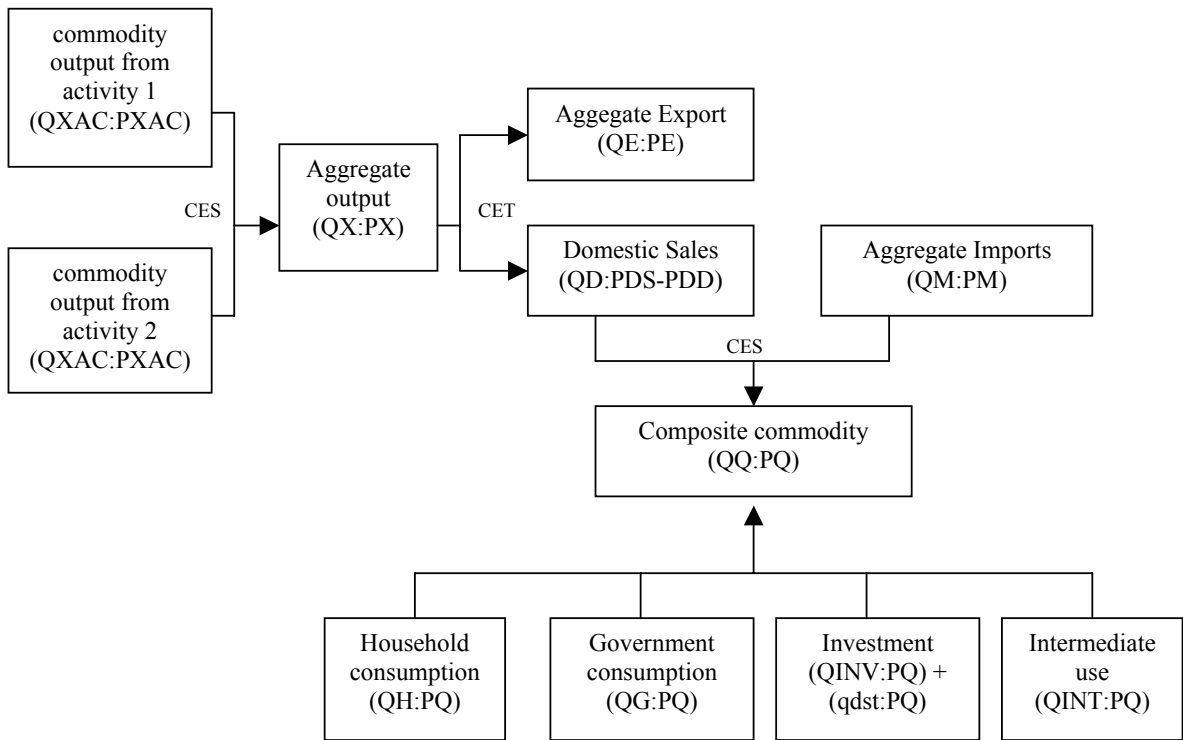 commodity
output from
activity 1
(QXAC:PXAC)
commodity
output from
activity 2
(QXAC:PXAC)
CES
Aggregate
output
(QX:PX)
CET
Aggegate Export
(QE:PE)
Domestic Sales
(QD:PDS-PDD)
Aggregate Imports
(QM:PM)
CES
Composite commodity
(QQ:PQ)
Household
consumption
(QH:PQ)
Government
consumption
(QG:PQ)
Investment
(QINV:PQ) +
(qdst:PQ)
Intermediate
use
(QINT:PQ)